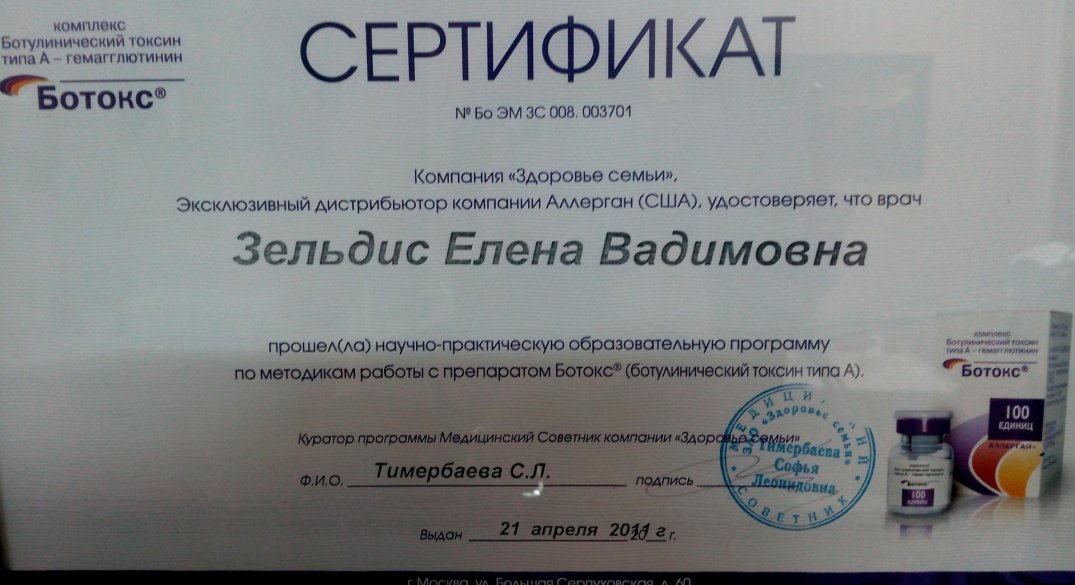 комплекс
Ботулинический токсин
типа А – гемагглютинин
Ботокс®
СЕРТИФИКАТ
№ Бо ЭМ ЗС 008. 003701
Компания «Здоровье семьи»,
Эксклюзивный дистрибьютор компании Аллерган (США), удостоверяет, что врач
Зельдис Елена Вадимовна
прошел(ла) научно-практическую образовательную программу
по методикам работы с препаратом Ботокс® (ботулинический токсин типа А).
Куратор программы Медицинский Советник компании «Здоровье семьи»
Ф.И.О. Тимербаева С.Л. подпись
Выдан 21 апреля 2011 г 20 г.
МЕДИЦИНСКИЙ СОВЕТНИК
ЗАО «Здоровье семьи»
Тимербаева
Софья
Леонидовна
комплекс
Ботулинический токсин
типа А – гемагглютинин
Ботокс®
100
ЕДИНИЦ
АЛЛЕРГАН
Ботокс®
100
ЕДИНИЦ
г. Москва, ул. Большая Серпуховская, д. 60